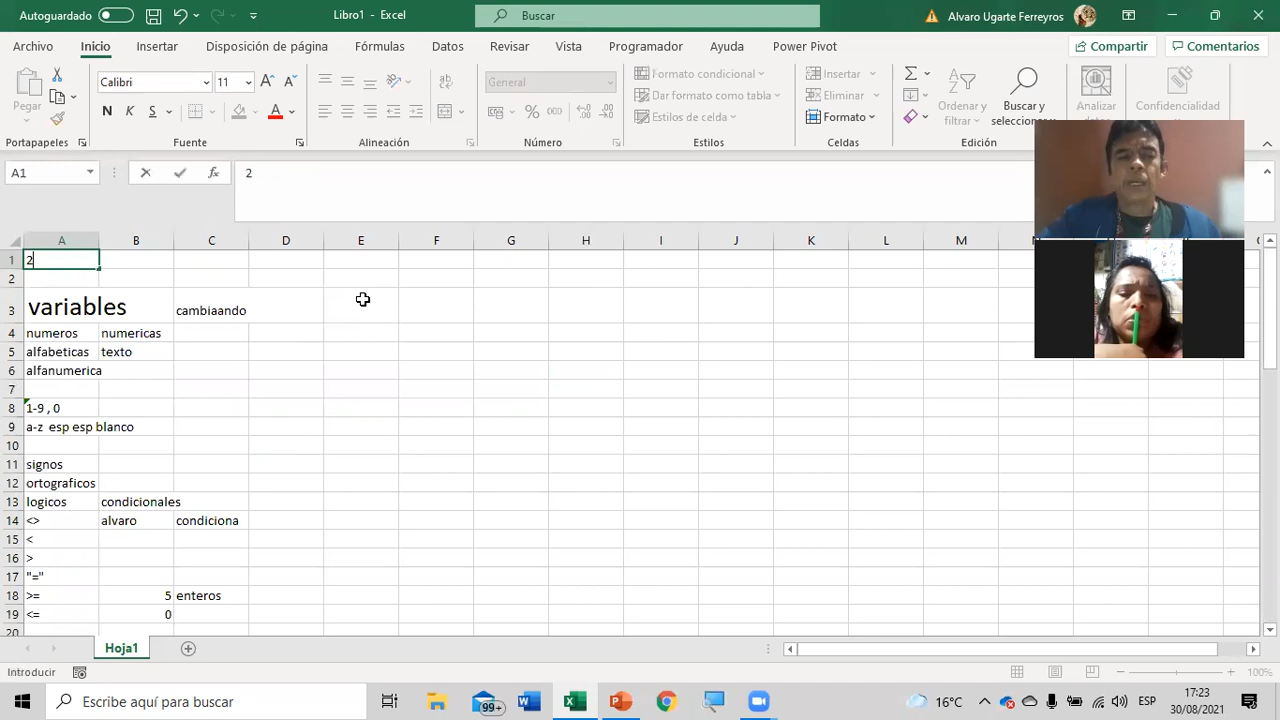 Autoguardado
Libro1 - Excel
Buscar
Alvaro Ugarte Ferreyros
Archivo Inicio Insertar Disposición de página Fórmulas Datos Revisar Vista Programador Ayuda Power Pivot
Compartir Comentarios
Pegar
Calibri 11
N K S
General
Formato condicional
Dar formato como tabla
Estilos de celda
Insertar
Eliminar
Formato
Ordenar y filtrar
Buscar y seleccionar
Analizar datos
Confidencialidad
Portapapeles Fuente Alineación Número Estilos Celdas Edición
A1 fx 2
A B C D E F G H I J K L M
1 2
2
3 variables cambiaando
4 numeros numericas
5 alfabeticas texto
6 alfanumerica
7
8 1-9 , 0
9 a-z esp esp blanco
10
11 signos
12 ortograficos
13 logicos condicionales
14 <> alvaro condiciona
15 <
16 >
17 "="
18 >= 5 enteros
19 <= 0
20
Hoja1
Introducir
100%
Escribe aquí para buscar
99+
16°C
ESP
17:23
30/08/2021